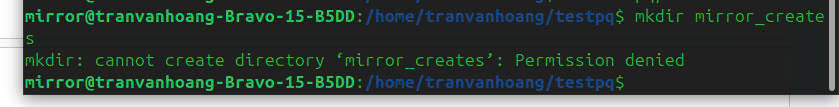 mirror@tranvanhoang-Bravo-15-B5DD:/home/tranvanhoang/testpq$ mkdir mirror_create
s
mkdir: cannot create directory ‘mirror_creates’: Permission denied
mirror@tranvanhoang-Bravo-15-B5DD:/home/tranvanhoang/testpq$